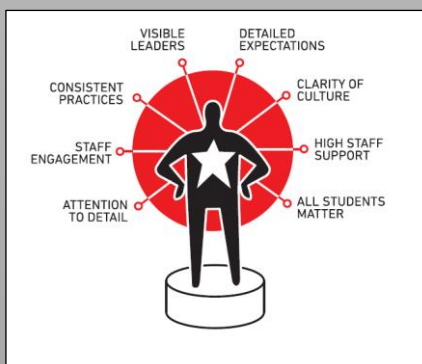 VISIBLE
LEADERS
DETAILED
EXPECTATIONS
CONSISTENT
PRACTICES
CLARITY OF
CULTURE
STAFF
ENGAGEMENT
HIGH STAFF
SUPPORT
ATTENTION
TO DETAIL
ALL STUDENTS
MATTER